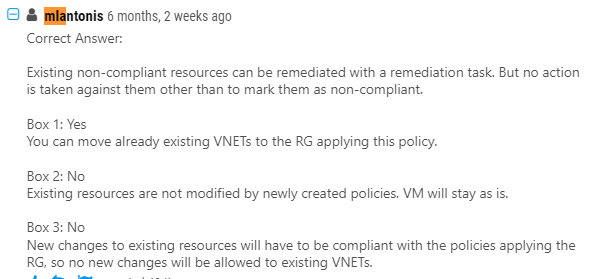 mlantonis 6 months, 2 weeks ago
Correct Answer:
Existing non-compliant resources can be remediated with a remediation task. But no action
is taken against them other than to mark them as non-compliant.
Box 1: Yes
You can move already existing VNETs to the RG applying this policy.
Box 2: No
Existing resources are not modified by newly created policies. VM will stay as is.
Box 3: No
New changes to existing resources will have to be compliant with the policies applying the
RG, so no new changes will be allowed to existing VNETs.